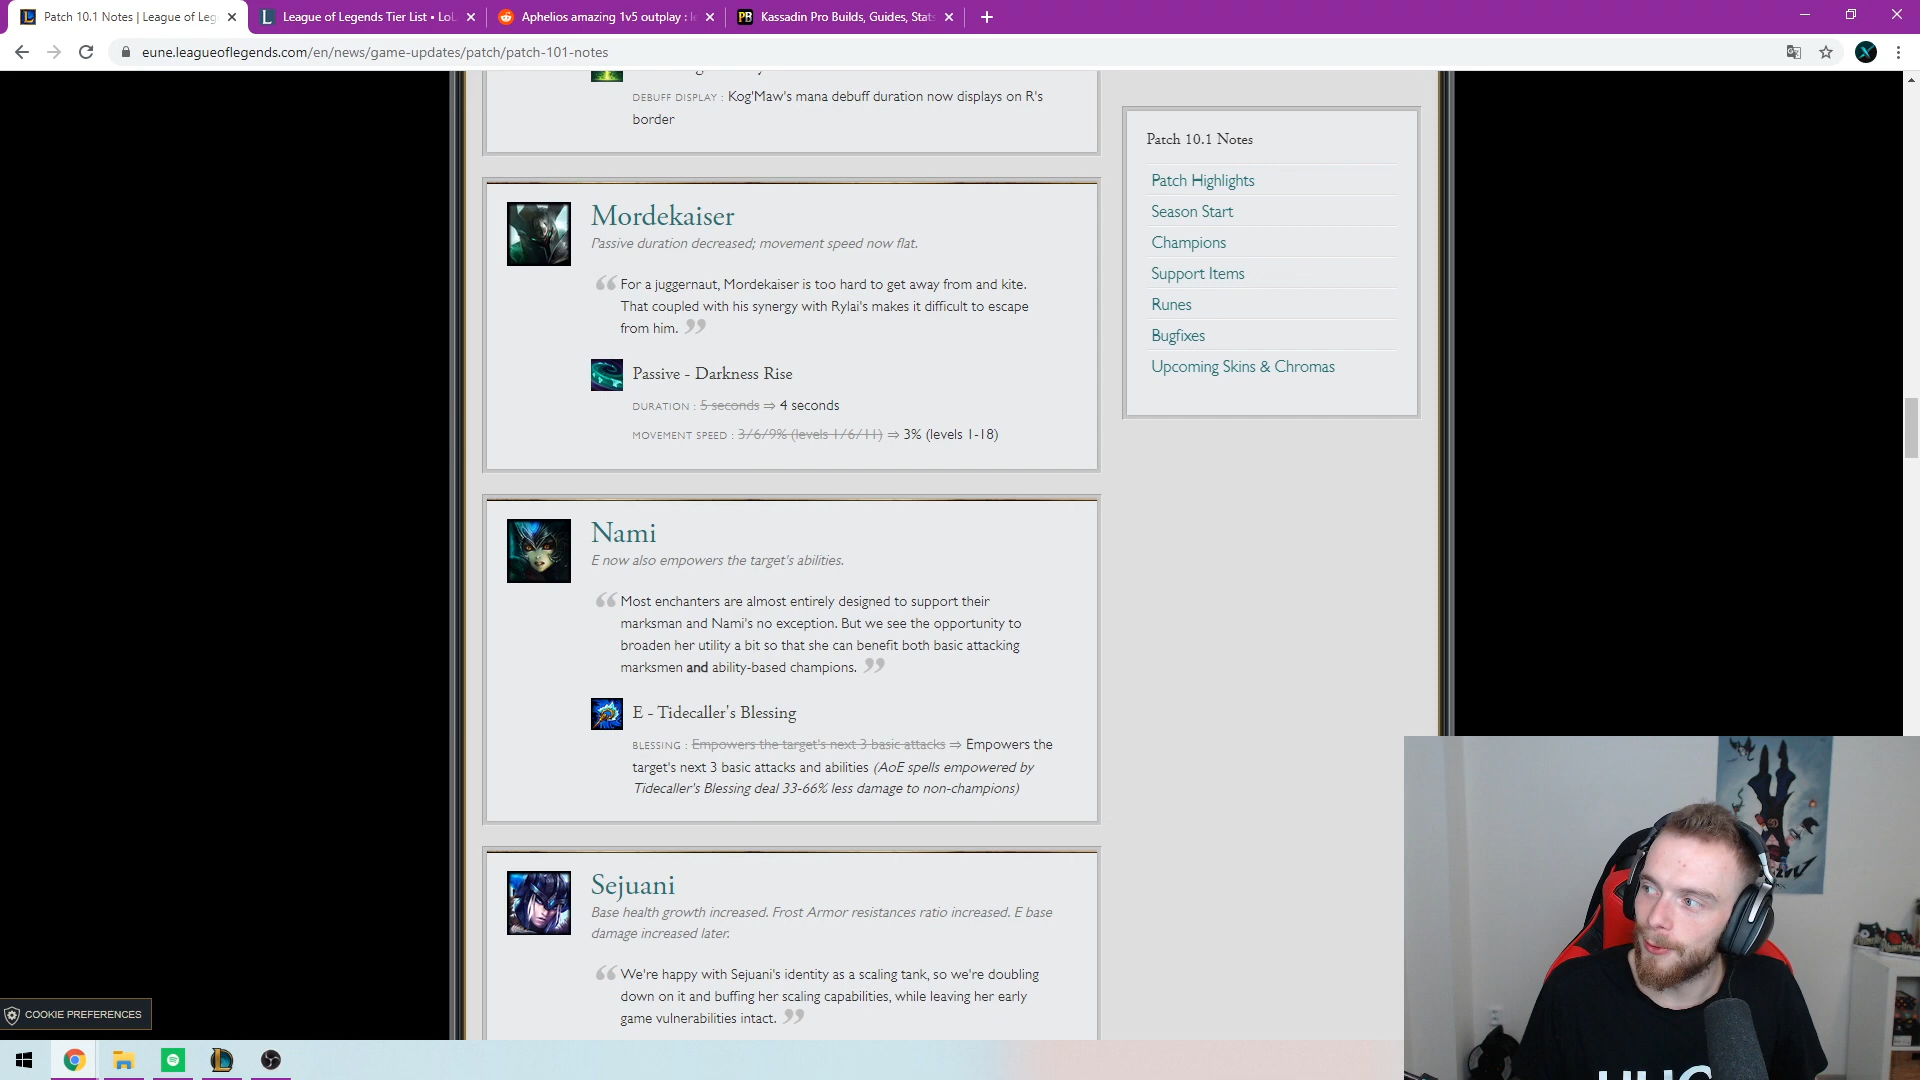 Patch 10.1 Notes | League of Leg
League of Legends Tier List • LoL
Aphelios amazing 1v5 outplay : le
Kassadin Pro Builds, Guides, Stats
eune.leagueoflegends.com/en/news/game-updates/patch/patch-101-notes
DEBUFF DISPLAY : Kog'Maw's mana debuff duration now displays on R's
border
Mordekaiser
Passive duration decreased; movement speed now flat.
“ For a juggernaut, Mordekaiser is too hard to get away from and kite.
That coupled with his synergy with Rylai's makes it difficult to escape
from him. ”
Passive - Darkness Rise
DURATION : 5 seconds ⇒ 4 seconds
MOVEMENT SPEED : 3/6/9% (levels 1/6/11) ⇒ 3% (levels 1-18)
Nami
E now also empowers the target's abilities.
“ Most enchanters are almost entirely designed to support their
marksman and Nami's no exception. But we see the opportunity to
broaden her utility a bit so that she can benefit both basic attacking
marksmen and ability-based champions. ”
E - Tidecaller's Blessing
BLESSING : Empowers the target's next 3 basic attacks ⇒ Empowers the
target's next 3 basic attacks and abilities (AoE spells empowered by
Tidecaller's Blessing deal 33-66% less damage to non-champions)
Sejuani
Base health growth increased. Frost Armor resistances ratio increased. E base
damage increased later.
“ We're happy with Sejuani's identity as a scaling tank, so we're doubling
down on it and buffing her scaling capabilities, while leaving her early
game vulnerabilities intact. ”
Patch 10.1 Notes
Patch Highlights
Season Start
Champions
Support Items
Runes
Bugfixes
Upcoming Skins & Chromas
COOKIE PREFERENCES